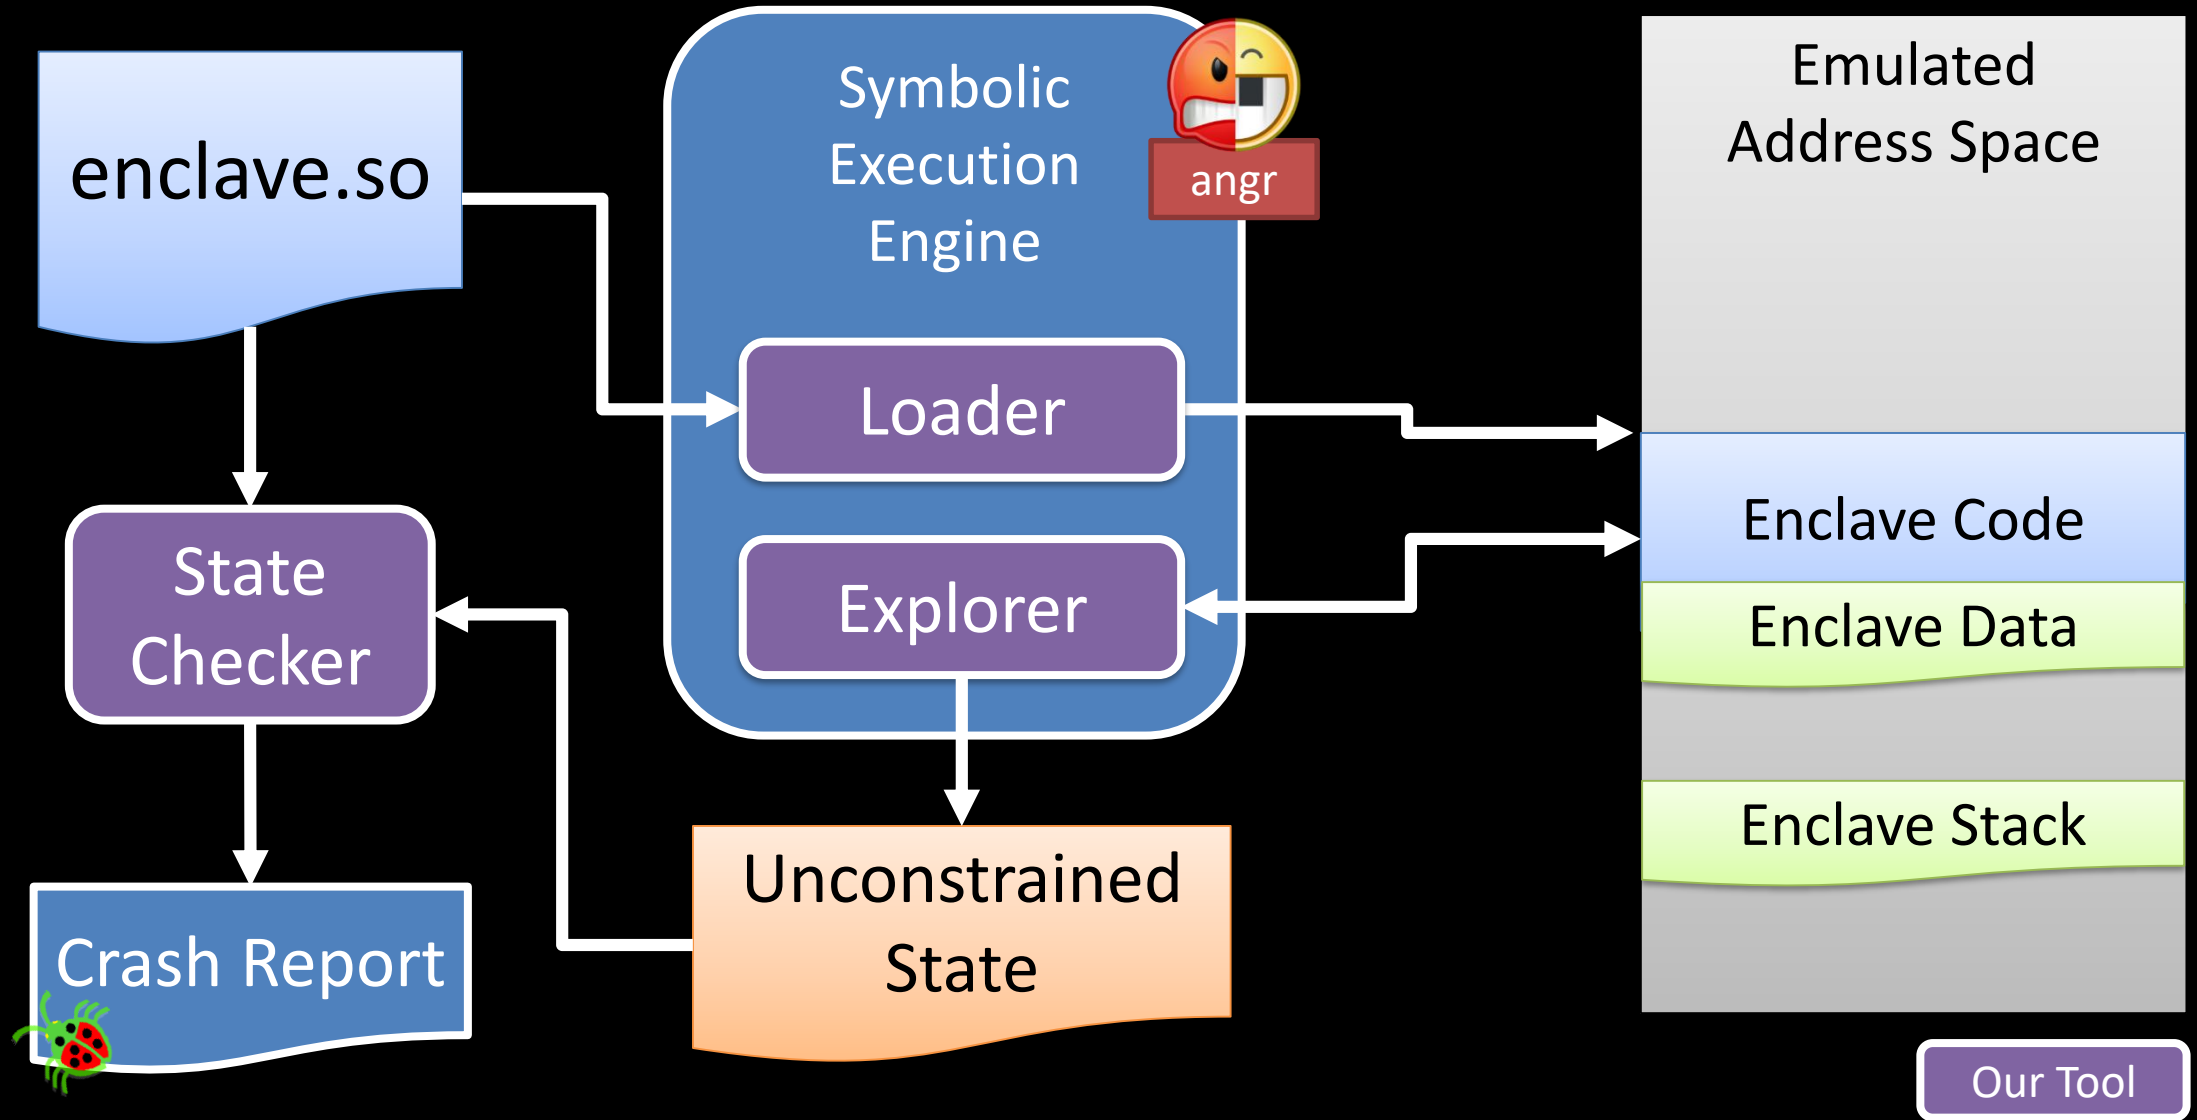 enclave.so
Symbolic
Execution
Engine
angr
Emulated
Address Space
Loader
Explorer
Enclave Code
Enclave Data
Enclave Stack
State
Checker
Unconstrained
State
Crash Report
Our Tool